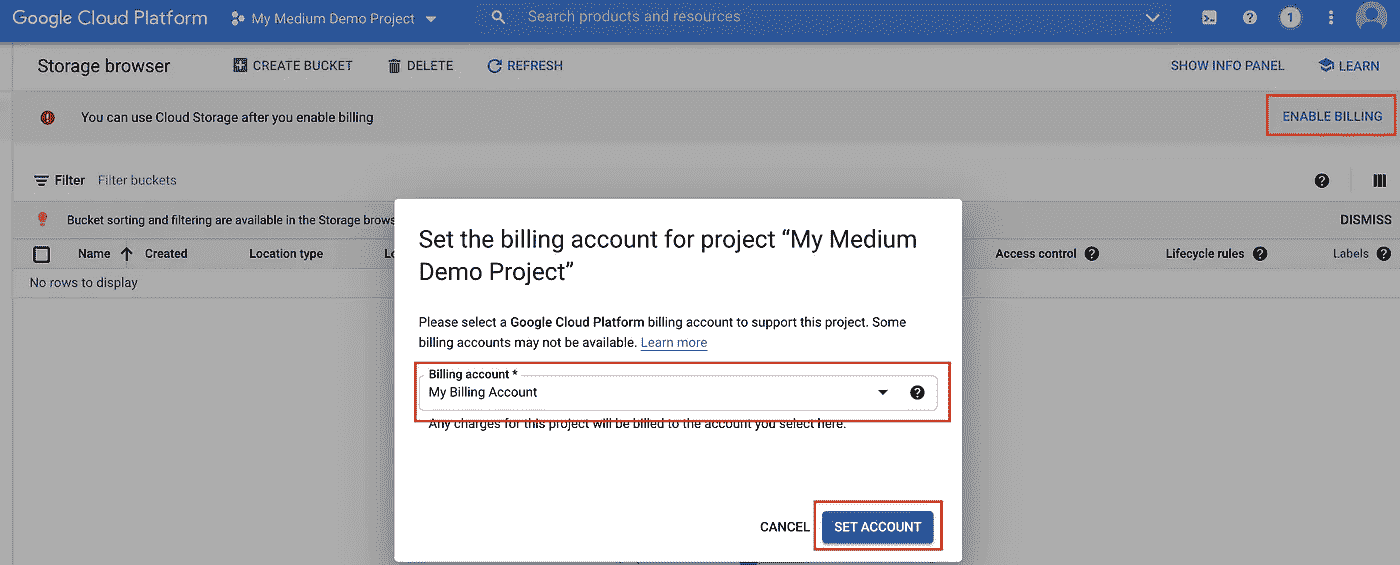 Google Cloud Platform My Medium Demo Project Search products and resources 1
Storage browser CREATE BUCKET DELETE REFRESH SHOW INFO PANEL LEARN
You can use Cloud Storage after you enable billing ENABLE BILLING
Filter Filter buckets
Bucket sorting and filtering are available in the Storage DISMISS
Name Created Location type Access control Lifecycle rules Labels
No rows to display
Set the billing account for project “My Medium
Demo Project”
Please select a Google Cloud Platform billing account to support this project. Some
billing accounts may not be available. Learn more
Billing account *
My Billing Account
Any charges for this project will be billed to the account you select here.
CANCEL SET ACCOUNT